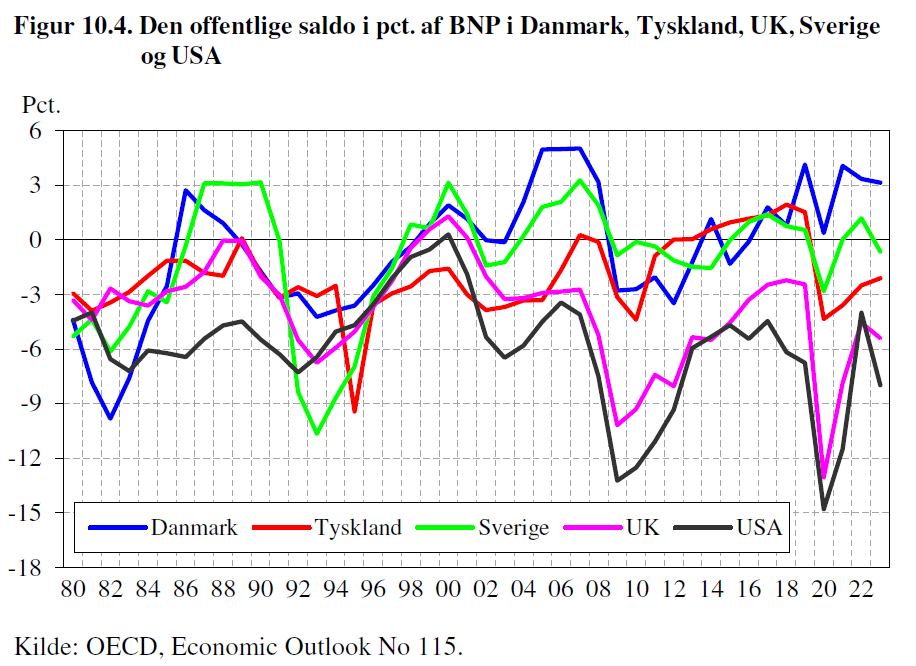 Figur 10.4. Den offentlige saldo i pct. af BNP i Danmark, Tyskland, UK, Sverige
og USA
Pct.
6
3
0
-3
-6
-9
-12
-15
-18
Danmark Tyskland Sverige UK USA
80 82 84 86 88 90 92 94 96 98 00 02 04 06 08 10 12 14 16 18 20 22
Kilde: OECD, Economic Outlook No 115.